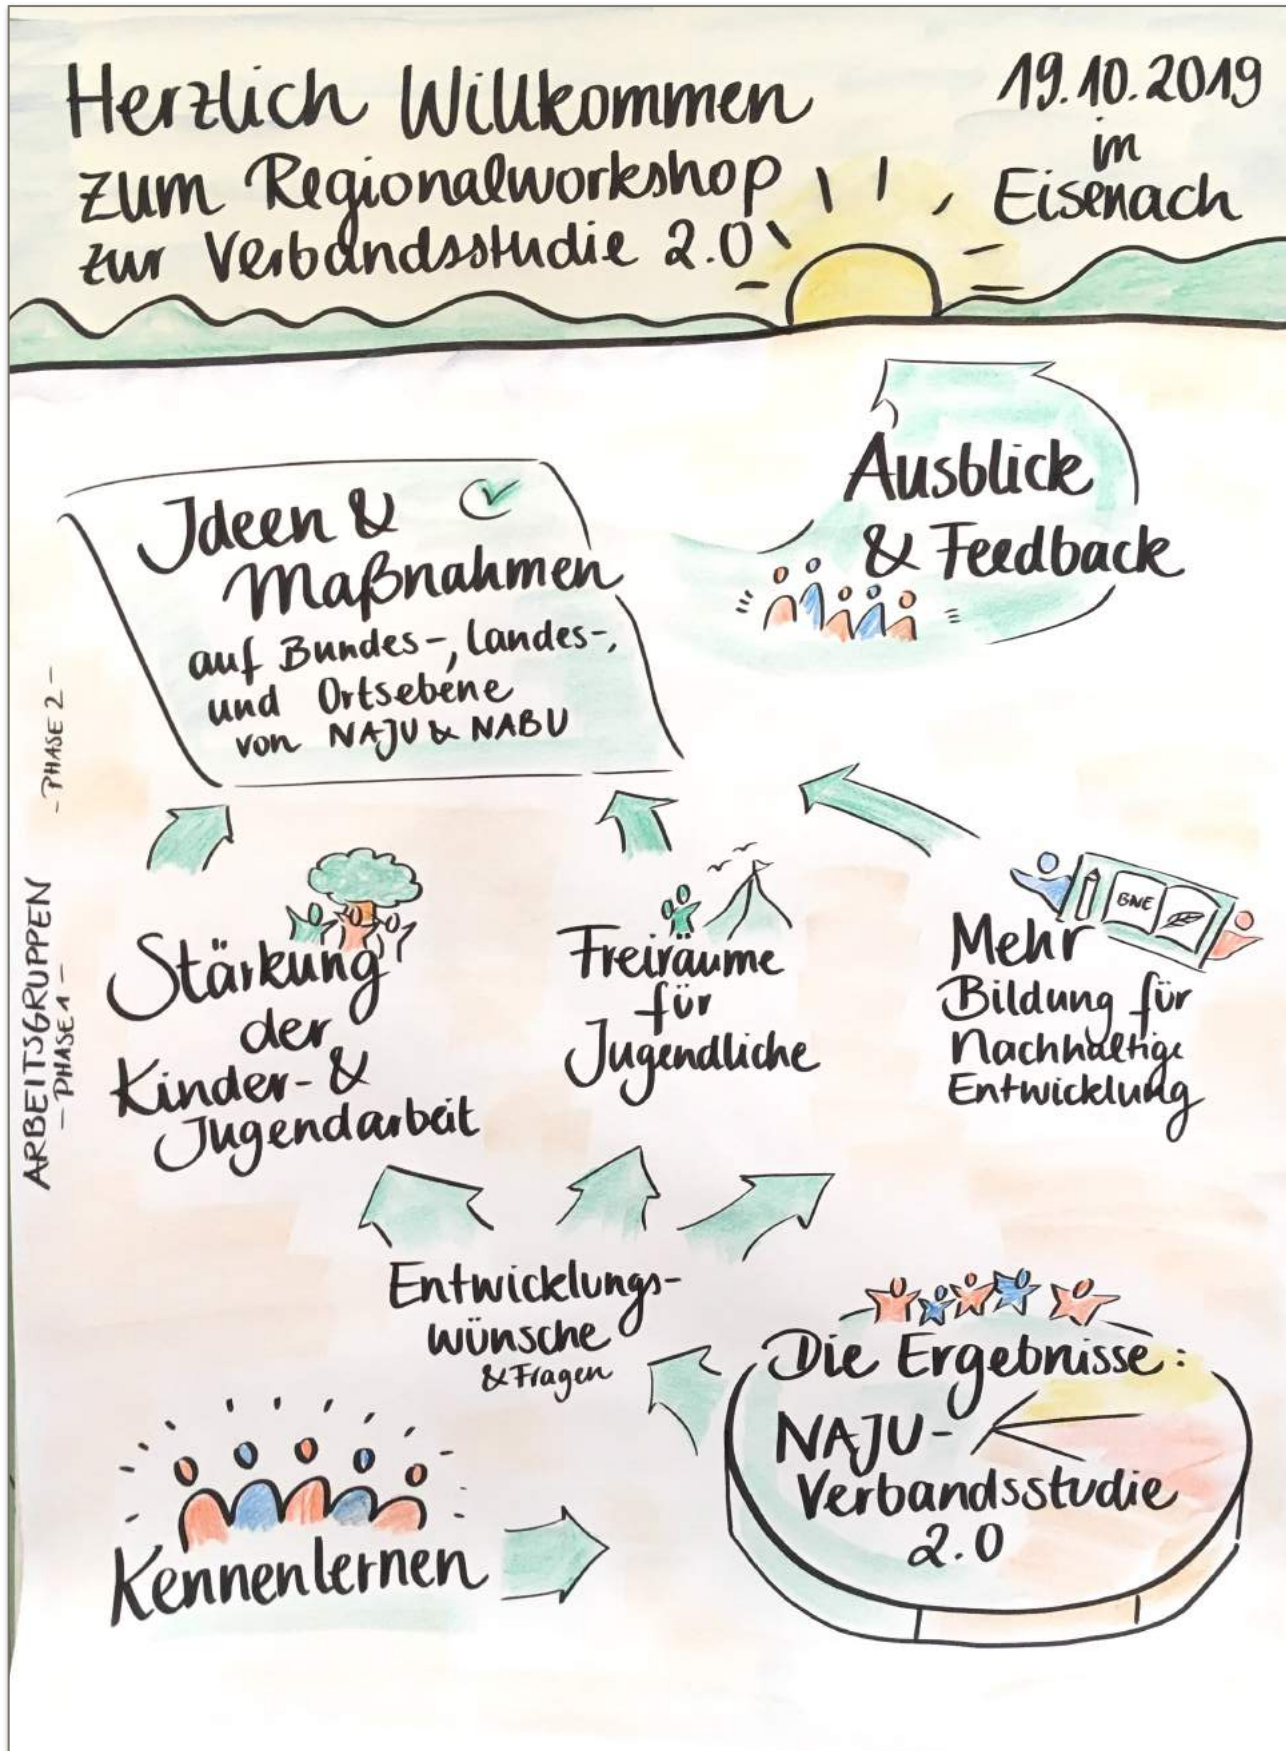 Herzlich Willkommen
zum Regionalworkshop
zur Verbandsstudie 2.0
19.10.2019
in
Eisenach
Ausblick
& Feedback
Ideen &
Maßnahmen
auf Bundes-, Landes-,
und Ortsebene
von NAJU & NABU
ARBEITSGRUPPEN
- PHASE 1 -
- PHASE 2 -
Stärkung
der
Kinder- &
Jugendarbeit
Freiräume
für
Jugendliche
BNE
Mehr
Bildung für
Nachhaltige
Entwicklung
Entwicklungs-
wünsche
& Fragen
Die Ergebnisse:
NAJU-
Verbandsstudie
2.0
Kennenlernen